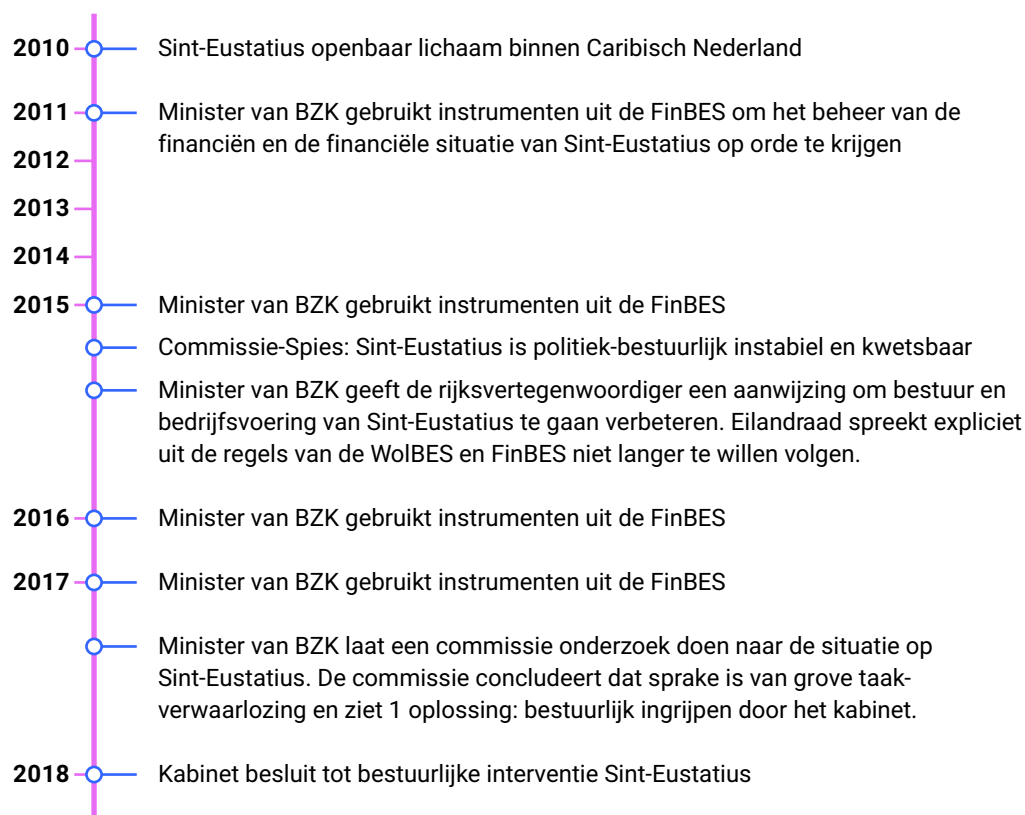 2010 Sint-Eustatius openbaar lichaam binnen Caribisch Nederland
2011 Minister van BZK gebruikt instrumenten uit de FinBES om het beheer van de
financiën en de financiële situatie van Sint-Eustatius op orde te krijgen
2012
2013
2014
2015 Minister van BZK gebruikt instrumenten uit de FinBES
Commissie-Spies: Sint-Eustatius is politiek-bestuurlijk instabiel en kwetsbaar
Minister van BZK geeft de rijksvertegenwoordiger een aanwijzing om bestuur en
bedrijfsvoering van Sint-Eustatius te gaan verbeteren. Eilandraad spreekt expliciet
uit de regels van de WolBES en FinBES niet langer te willen volgen.
2016 Minister van BZK gebruikt instrumenten uit de FinBES
2017 Minister van BZK gebruikt instrumenten uit de FinBES
Minister van BZK laat een commissie onderzoek doen naar de situatie op
Sint-Eustatius. De commissie concludeert dat sprake is van grove taak-
verwaarlozing en ziet 1 oplossing: bestuurlijk ingrijpen door het kabinet.
2018 Kabinet besluit tot bestuurlijke interventie Sint-Eustatius